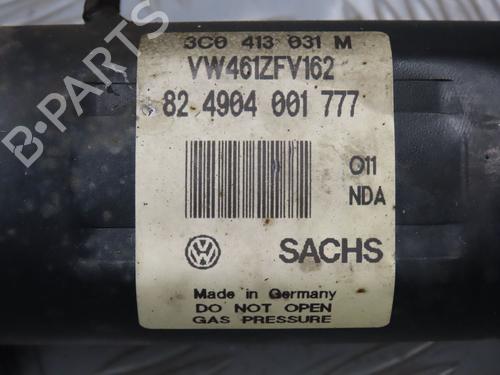 3C0 413 031 M
VW461ZFV162
82 4904 001 777
011
NDA
SACHS
Made in Germany
DO NOT OPEN
GAS PRESSURE
B-Parts